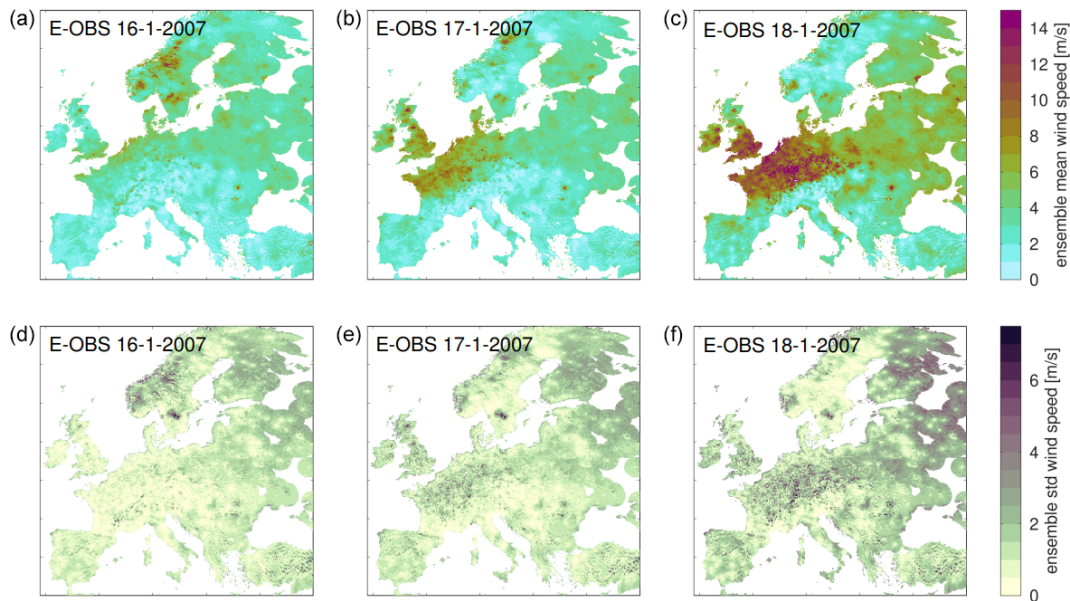 (a)
E-OBS 16-1-2007
(b)
E-OBS 17-1-2007
(c)
E-OBS 18-1-2007
14
12
10
8
6
4
2
0
ensemble mean wind speed [m/s]
(d)
E-OBS 16-1-2007
(e)
E-OBS 17-1-2007
(f)
E-OBS 18-1-2007
6
4
2
0
ensemble std wind speed [m/s]